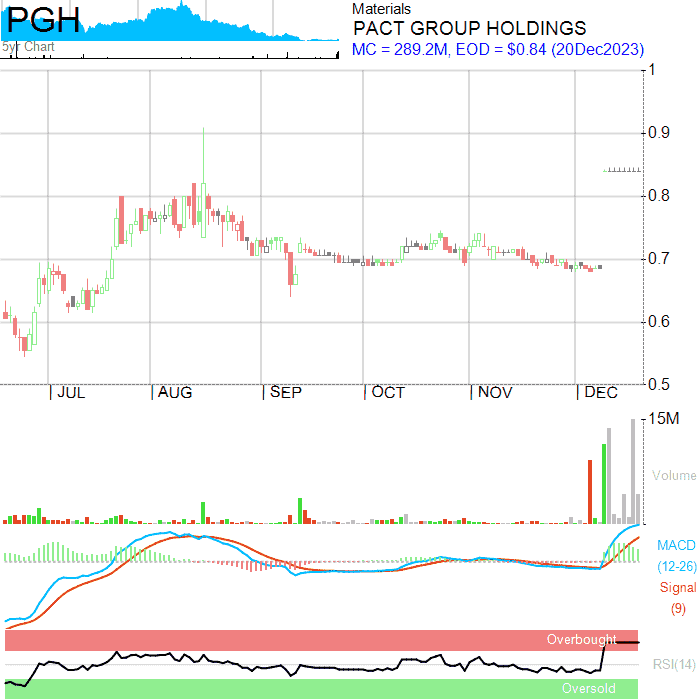 PGH
5yr Chart
Materials
PACT GROUP HOLDINGS
MC = 289.2M, EOD = $0.84 (20Dec2023)
1
0.9
0.8
0.7
0.6
0.5
JUL AUG SEP OCT NOV DEC
15M
Volume
MACD
(12-26)
Signal
(9)
Overbought
RSI(14)
Oversold